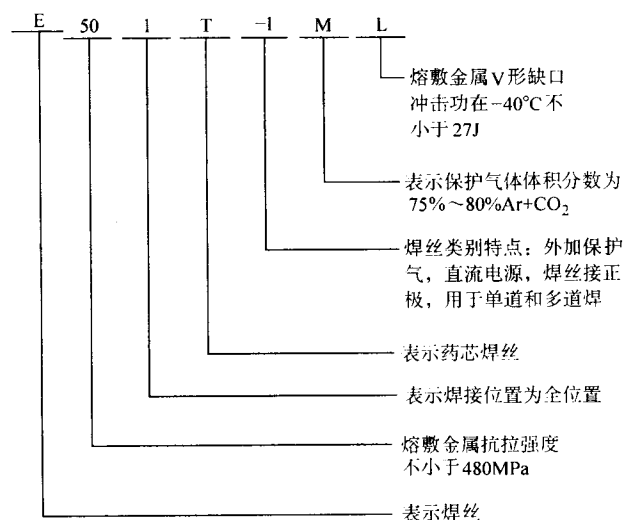 E 50 1 T -1 M L
熔敷金属V形缺口
冲击功在-40℃不
小于27J
表示保护气体体积分数为
75%～80%Ar+CO₂
焊丝类别特点：外加保护
气，直流电源，焊丝接正
极，用于单道和多道焊
表示药芯焊丝
表示焊接位置为全位置
熔敷金属抗拉强度
不小于480MPa
表示焊丝